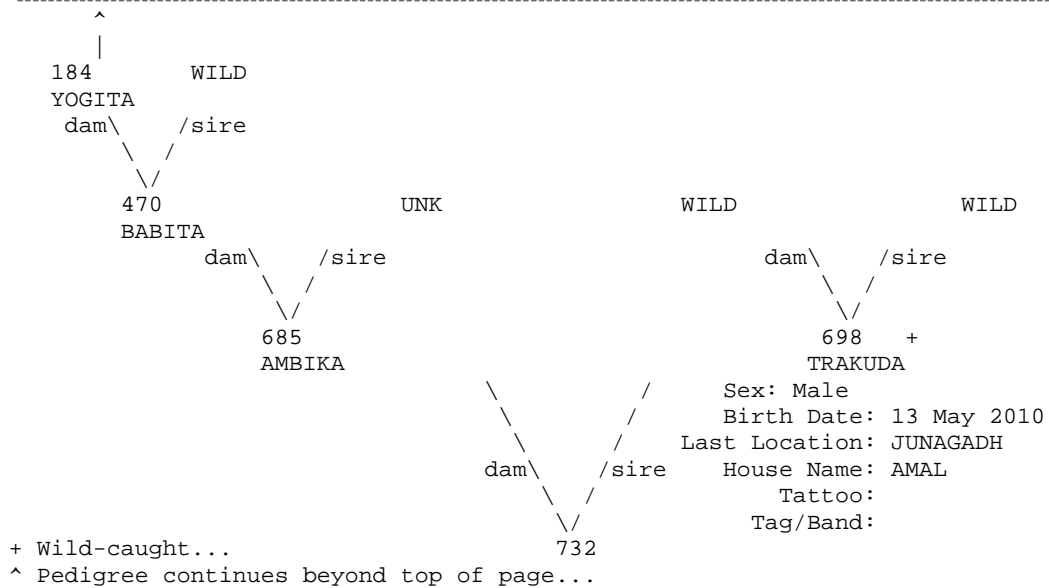 --------------------------------------------------------------------------------
^
|
184 WILD
YOGITA
dam\ /sire
\ /
\/
470 UNK WILD WILD
BABITA
dam\ /sire dam\ /sire
\ / \ /
\/ \/
685 698 +
AMBIKA TRAKUDA
\ / Sex: Male
\ / Birth Date: 13 May 2010
\ / Last Location: JUNAGADH
dam\ /sire House Name: AMAL
\ / Tattoo:
\/ Tag/Band:
+ Wild-caught... 732
^ Pedigree continues beyond top of page...